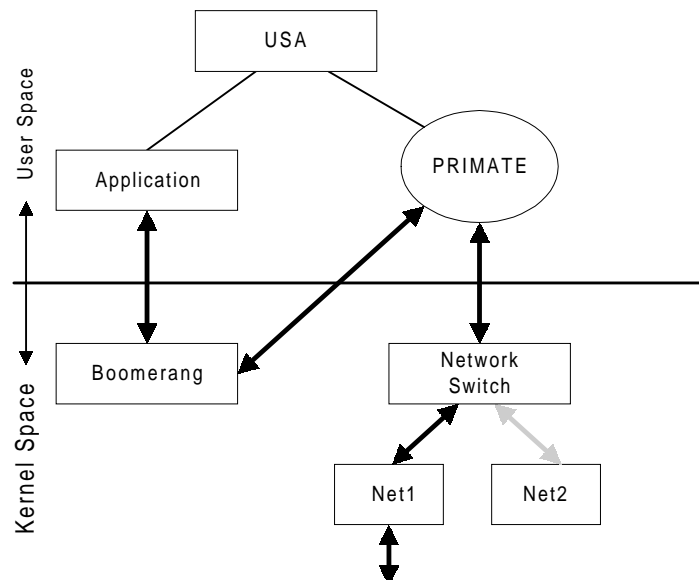 USA
User Space
Application
PRIMATE
Kernel Space
Boomerang
Network
Switch
Net1
Net2